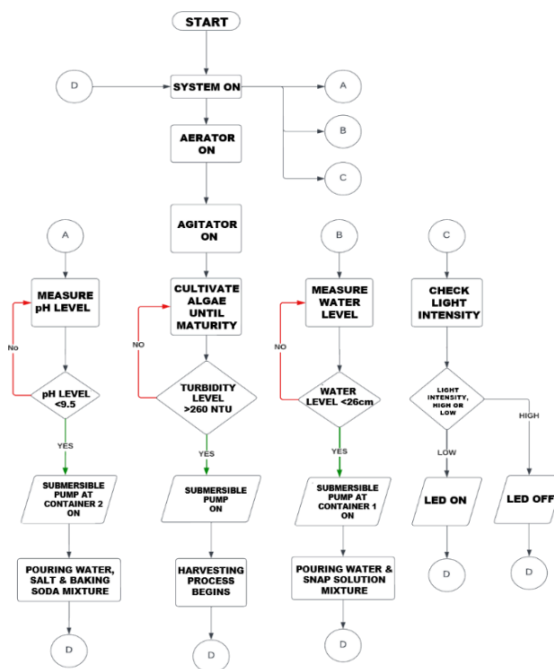 START
D
SYSTEM ON
A
AERATOR
ON
B
C
AGITATOR
ON
A
B
C
MEASURE
pH LEVEL
CULTIVATE
ALGAE
UNTIL
MATURITY
MEASURE
WATER
LEVEL
CHECK
LIGHT
INTENSITY
No
NO
NO
pH LEVEL
<9.5
TURBIDITY
LEVEL
>260 NTU
WATER
LEVEL <26cm
LIGHT
INTENSITY,
HIGH OR
LOW
HIGH
YES
YES
YES
LOW
SUBMERSIBLE
PUMP AT
CONTAINER 2
ON
SUBMERSIBLE
PUMP
ON
SUBMERSIBLE
PUMP AT
CONTAINER 1
ON
LED ON
LED OFF
POURING WATER,
SALT & BAKING
SODA MIXTURE
HARVESTING
PROCESS
BEGINS
POURING WATER &
SNAP SOLUTION
MIXTURE
D
D
D
D
D